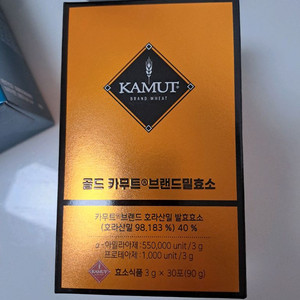 KAMUT®
BRAND WHEAT
골드 카무트®브랜드밀효소
카무트®브랜드 호라산밀 발효효소
(호라산밀 98.183 %) 40 %
α-아밀라아제 : 550,000 unit / 3 g
프로테아제 : 1,000 unit / 3 g
KAMUT
효소식품 3 g × 30포(90 g)